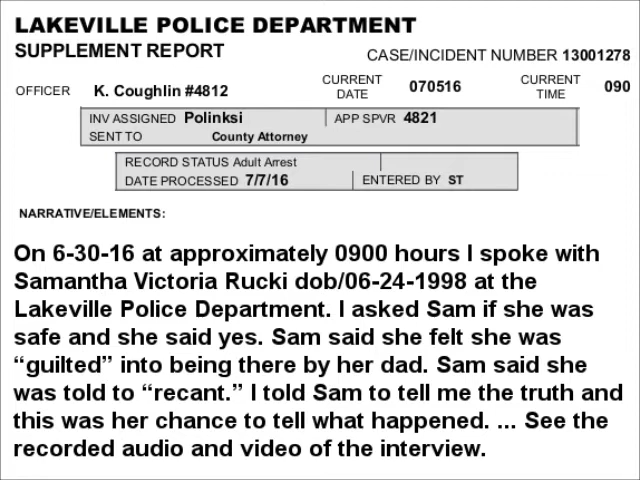 LAKEVILLE POLICE DEPARTMENT
SUPPLEMENT REPORT
CASE/INCIDENT NUMBER 13001278
OFFICER K. Coughlin #4812 CURRENT DATE 070516 CURRENT TIME 090
INV ASSIGNED Polinksi APP SPVR 4821
SENT TO County Attorney
RECORD STATUS Adult Arrest
DATE PROCESSED 7/7/16 ENTERED BY ST
NARRATIVE/ELEMENTS:
On 6-30-16 at approximately 0900 hours I spoke with
Samantha Victoria Rucki dob/06-24-1998 at the
Lakeville Police Department. I asked Sam if she was
safe and she said yes. Sam said she felt she was
“guilted” into being there by her dad. Sam said she
was told to “recant.” I told Sam to tell me the truth and
this was her chance to tell what happened. ... See the
recorded audio and video of the interview.